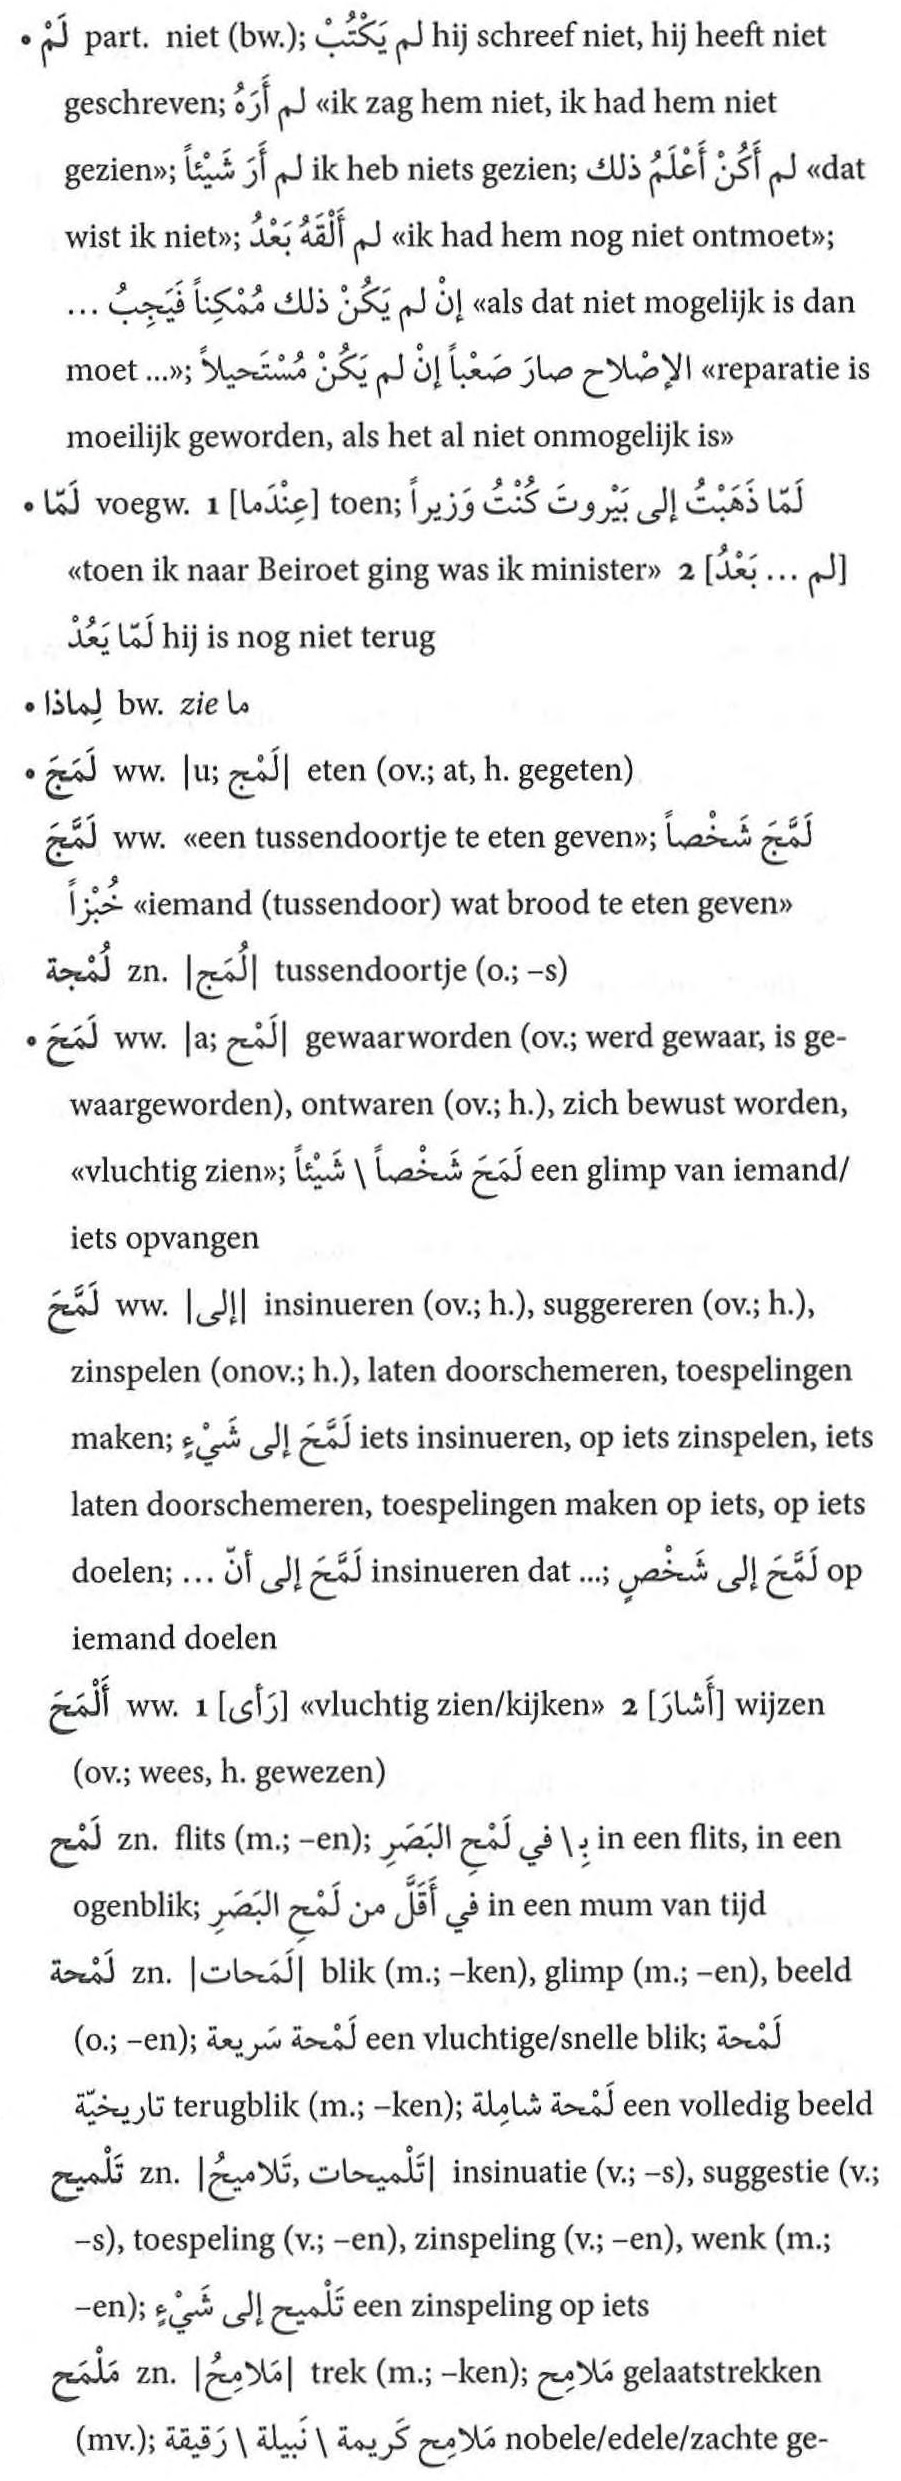 • لَمْ part. niet (bw.); لم يَكْتُبْ hij schreef niet, hij heeft niet
geschreven; لم أَرَهُ «ik zag hem niet, ik had hem niet
gezien»; لم أَرَ شَيْئاً ik heb niets gezien; لم أَكُنْ أَعْلَمُ ذلك «dat
wist ik niet»; لم أَلْقَهُ بَعْدُ «ik had hem nog niet ontmoet»;
إنْ لم يَكُنْ ذلك مُمْكِناً فَيَجِبُ ... «als dat niet mogelijk is dan
moet ...»; الإصْلاح صارَ صَعْباً إنْ لم يَكُنْ مُسْتَحيلاً «reparatie is
moeilijk geworden, als het al niet onmogelijk is»
• لَمّا voegw. 1 [عِنْدَما] toen; لَمّا ذَهَبْتُ إلى بَيْروتَ كُنْتُ وَزيراً
«toen ik naar Beiroet ging was ik minister» 2 [لم ... بَعْدُ]
لَمّا يَعُدْ hij is nog niet terug
• لِماذا bw. zie ما
• لَمَجَ ww. |u; لَمْج| eten (ov.; at, h. gegeten)
لَمَّجَ ww. «een tussendoortje te eten geven»; لَمَّجَ شَخْصاً
خُبْزاً «iemand (tussendoor) wat brood te eten geven»
لُمْجة zn. |لُمَج| tussendoortje (o.; –s)
• لَمَحَ ww. |a; لَمْح| gewaarworden (ov.; werd gewaar, is ge-
waargeworden), ontwaren (ov.; h.), zich bewust worden,
«vluchtig zien»; لَمَحَ شَخْصاً \ شَيْئاً een glimp van iemand/
iets opvangen
لَمَّحَ ww. |إلى| insinueren (ov.; h.), suggereren (ov.; h.),
zinspelen (onov.; h.), laten doorschemeren, toespelingen
maken; لَمَّحَ إلى شَيْءٍ iets insinueren, op iets zinspelen, iets
laten doorschemeren, toespelingen maken op iets, op iets
doelen; لَمَّحَ إلى أنّ ... insinueren dat ...; لَمَّحَ إلى شَخْصٍ op
iemand doelen
أَلْمَحَ ww. 1 [رَأى] «vluchtig zien/kijken» 2 [أَشارَ] wijzen
(ov.; wees, h. gewezen)
لَمْح zn. flits (m.; –en); بِـ \ في لَمْحِ البَصَرِ in een flits, in een
ogenblik; في أَقَلَّ من لَمْحِ البَصَرِ in een mum van tijd
لَمْحة zn. |لَمَحات| blik (m.; –ken), glimp (m.; –en), beeld
(o.; –en); لَمْحة سَريعة een vluchtige/snelle blik; لَمْحة
تاريخيّة terugblik (m.; –ken); لَمْحة شامِلة een volledig beeld
تَلْميح zn. |تَلْميحات, تَلاميحُ| insinuatie (v.; –s), suggestie (v.;
–s), toespeling (v.; –en), zinspeling (v.; –en), wenk (m.;
–en); تَلْميح إلى شَيْءٍ een zinspeling op iets
مَلْمَح zn. |مَلامِحُ| trek (m.; –ken); مَلامِح gelaatstrekken
(mv.); مَلامِح كَريمة \ نَبيلة \ رَقيقة nobele/edele/zachte ge-